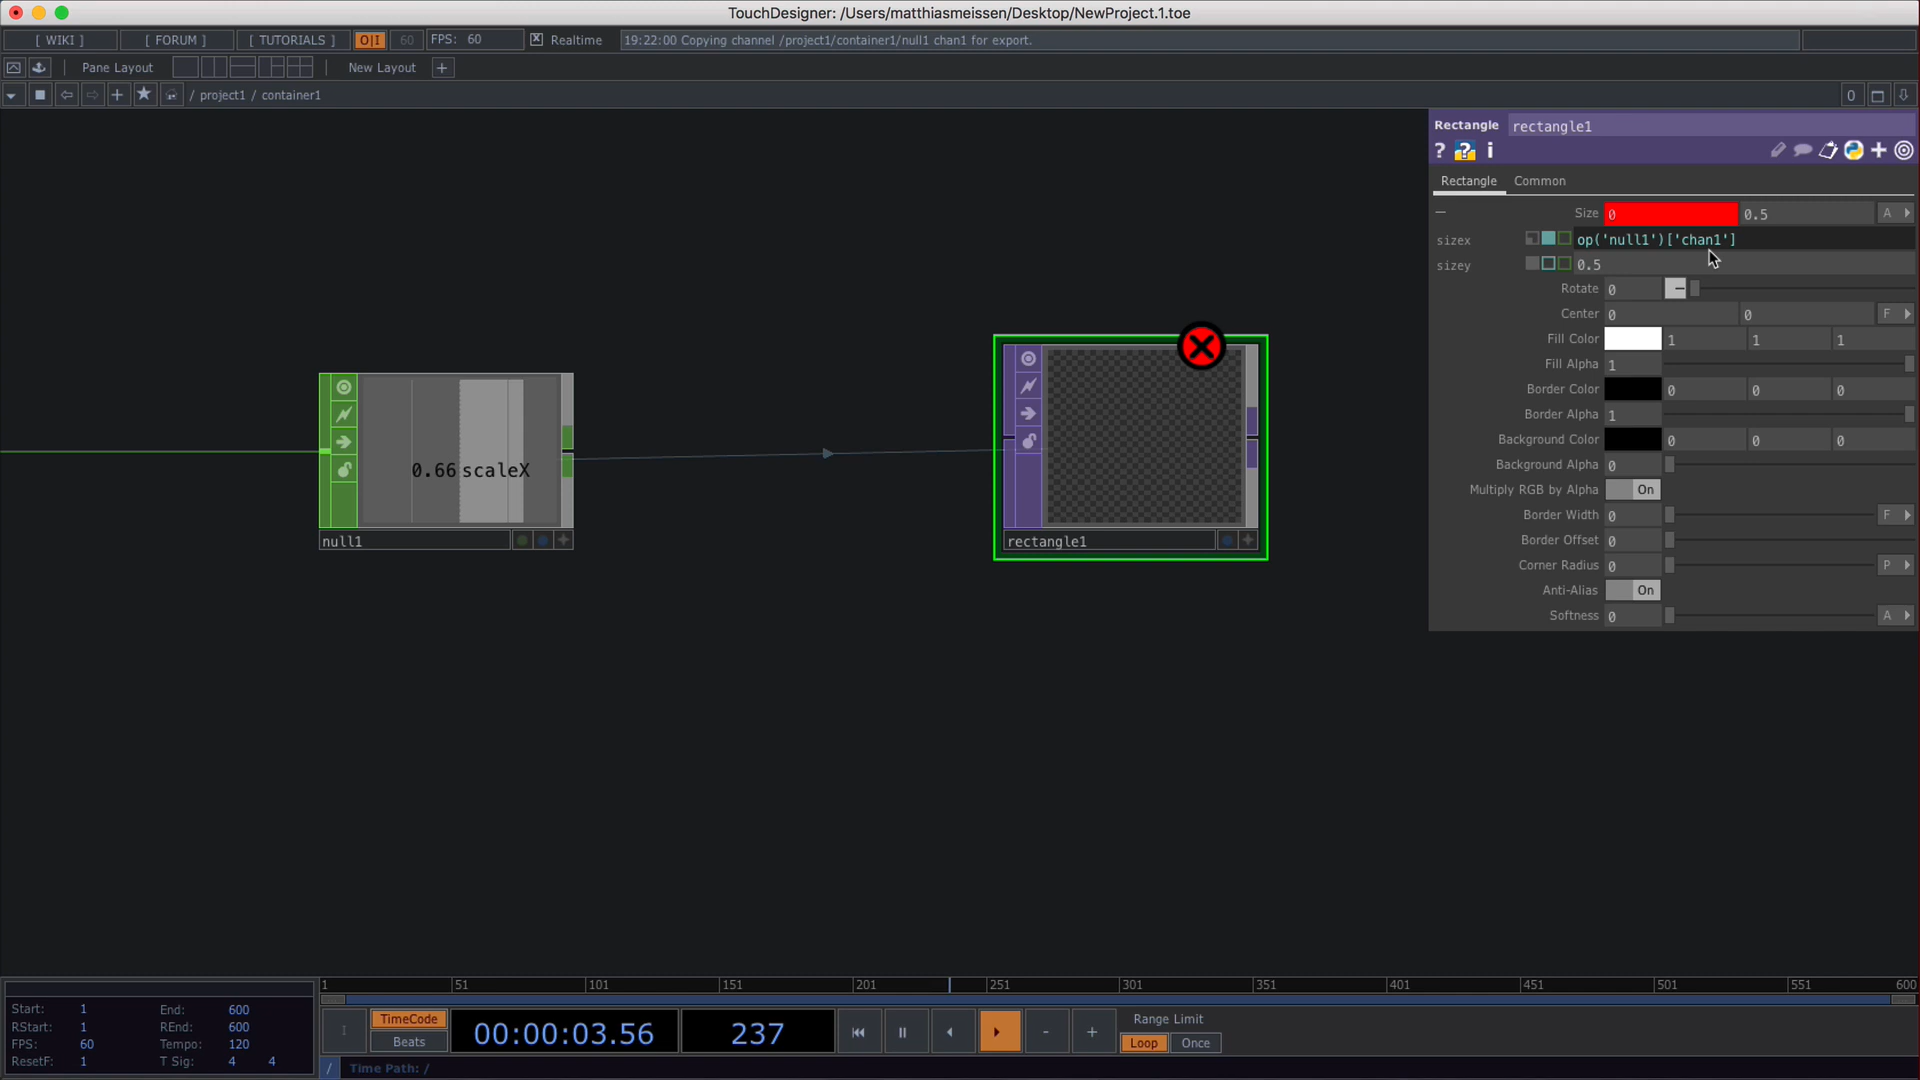 TouchDesigner: /Users/matthiasmeissen/Desktop/NewProject.1.toe
[ WIKI ] [ FORUM ] [ TUTORIALS ] O|I 60 FPS: 60 Realtime 19:22:00 Copying channel /project1/container1/null1 chan1 for export.
Pane Layout New Layout +
/ project1 / container1 0
Rectangle rectangle1
? ? i
Rectangle Common
Size 0 0.5 A
sizex op('null1')['chan1']
sizey 0.5
Rotate 0
Center 0 0 F
Fill Color 1 1 1
Fill Alpha 1
Border Color 0 0 0
Border Alpha 1
Background Color 0 0 0
Background Alpha 0
Multiply RGB by Alpha On
Border Width 0 F
Border Offset 0
Corner Radius 0 P
Anti-Alias On
Softness 0 A
0.66 scaleX
null1
rectangle1
1 51 101 151 201 251 301 351 401 451 501 551 600
Start: 1 End: 600
RStart: 1 REnd: 600
FPS: 60 Tempo: 120
ResetF: 1 T Sig: 4 4
TimeCode
Beats
00:00:03.56 237
- +
Range Limit
Loop Once
/ Time Path: /